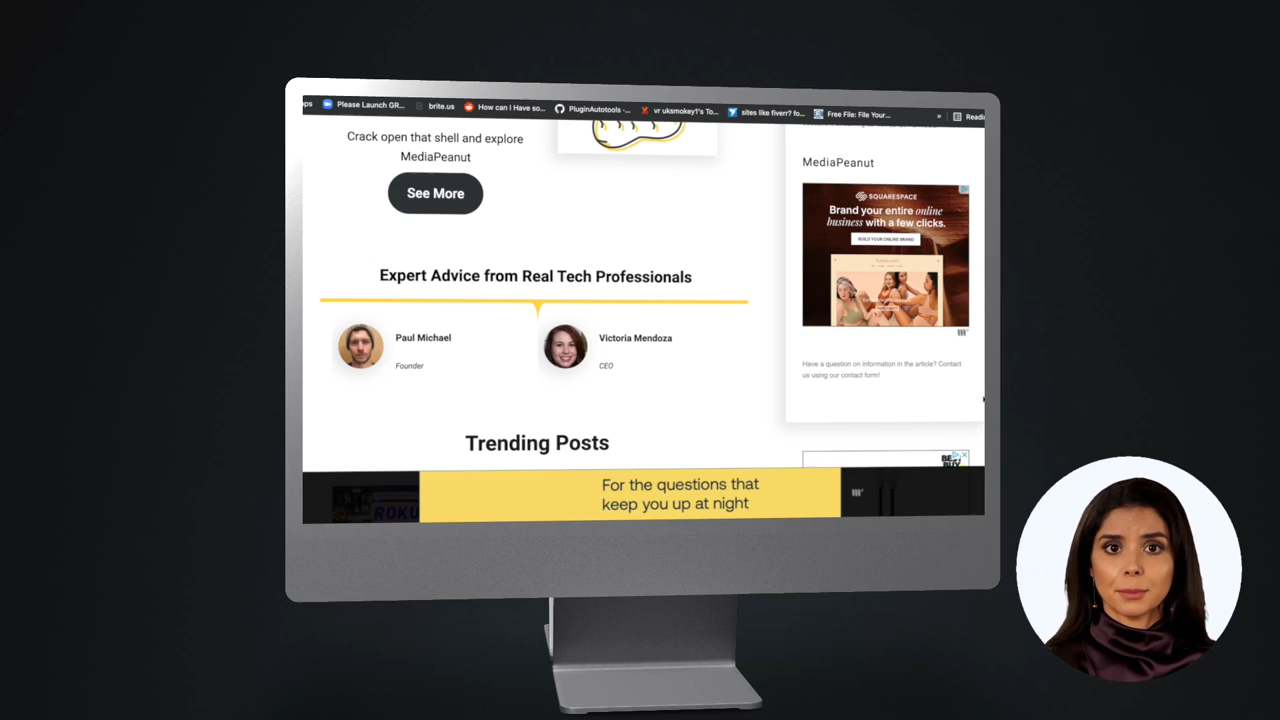 ps
Please Launch GR...
brite.us
How can I Have so...
PluginAutotools -...
vr uksmokey1's To...
sites like fiverr? fo...
Free File: File Your...
»
Readi
Crack open that shell and explore
MediaPeanut
See More
Expert Advice from Real Tech Professionals
Paul Michael
Founder
Victoria Mendoza
CEO
Trending Posts
MediaPeanut
SQUARESPACE
Brand your entire online
business with a few clicks.
BUILD YOUR ONLINE BRAND
Have a question on information in the article? Contact
us using our contact form!
ROKU
For the questions that
keep you up at night